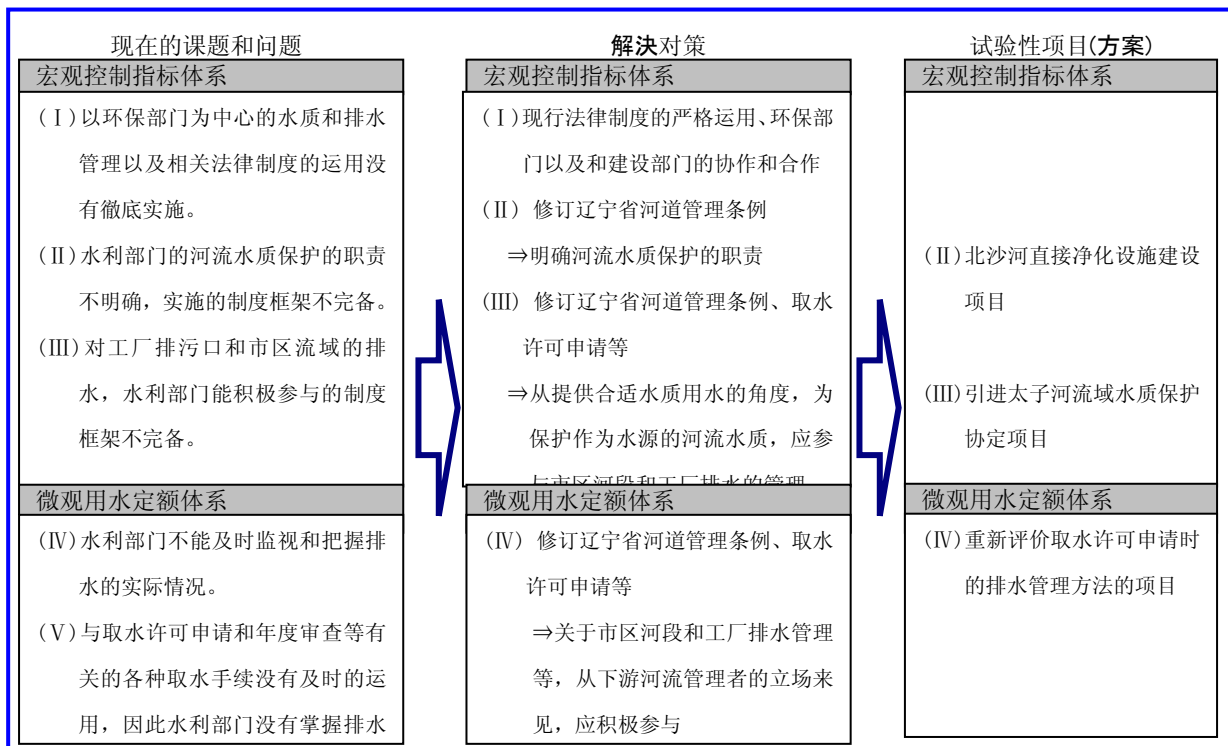 现在的课题和问题
宏观控制指标体系
(Ⅰ)以环保部门为中心的水质和排水
管理以及相关法律制度的运用没
有徹底实施。
(Ⅱ)水利部门的河流水质保护的职责
不明确，实施的制度框架不完备。
(Ⅲ)对工厂排污口和市区流域的排
水，水利部门能积极参与的制度
框架不完备。
微观用水定额体系
(Ⅳ)水利部门不能及时监视和把握排
水的实际情况。
(Ⅴ)与取水许可申请和年度审查等有
关的各种取水手续没有及时的运
用，因此水利部门没有掌握排水
解决对策
宏观控制指标体系
(Ⅰ)现行法律制度的严格运用、环保部
门以及和建设部门的协作和合作
(Ⅱ) 修订辽宁省河道管理条例
⇒明确河流水质保护的职责
(Ⅲ) 修订辽宁省河道管理条例、取水
许可申请等
⇒从提供合适水质用水的角度，为
保护作为水源的河流水质，应参
与市区河段和工厂排水的管理
微观用水定额体系
(Ⅳ) 修订辽宁省河道管理条例、取水
许可申请等
⇒关于市区河段和工厂排水管理
等，从下游河流管理者的立场来
见，应积极参与
试验性项目(方案)
宏观控制指标体系
(Ⅱ)北沙河直接净化设施建设
项目
(Ⅲ)引进太子河流域水质保护
协定项目
微观用水定额体系
(Ⅳ)重新评价取水许可申请时
的排水管理方法的项目